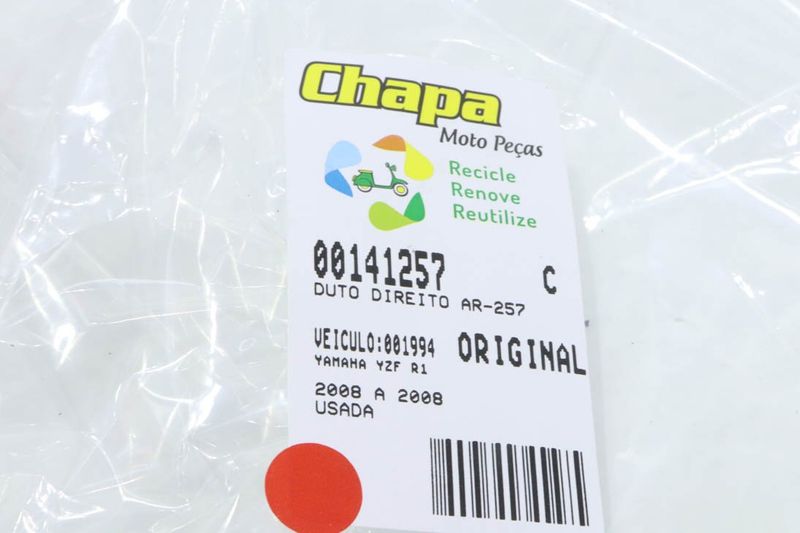 Chapa
Moto Peças
Recicle
Renove
Reutilize
00141257 C
DUTO DIREITO AR-257
VEICULO:001994 ORIGINAL
YAMAHA YZF R1
2008 A 2008
USADA